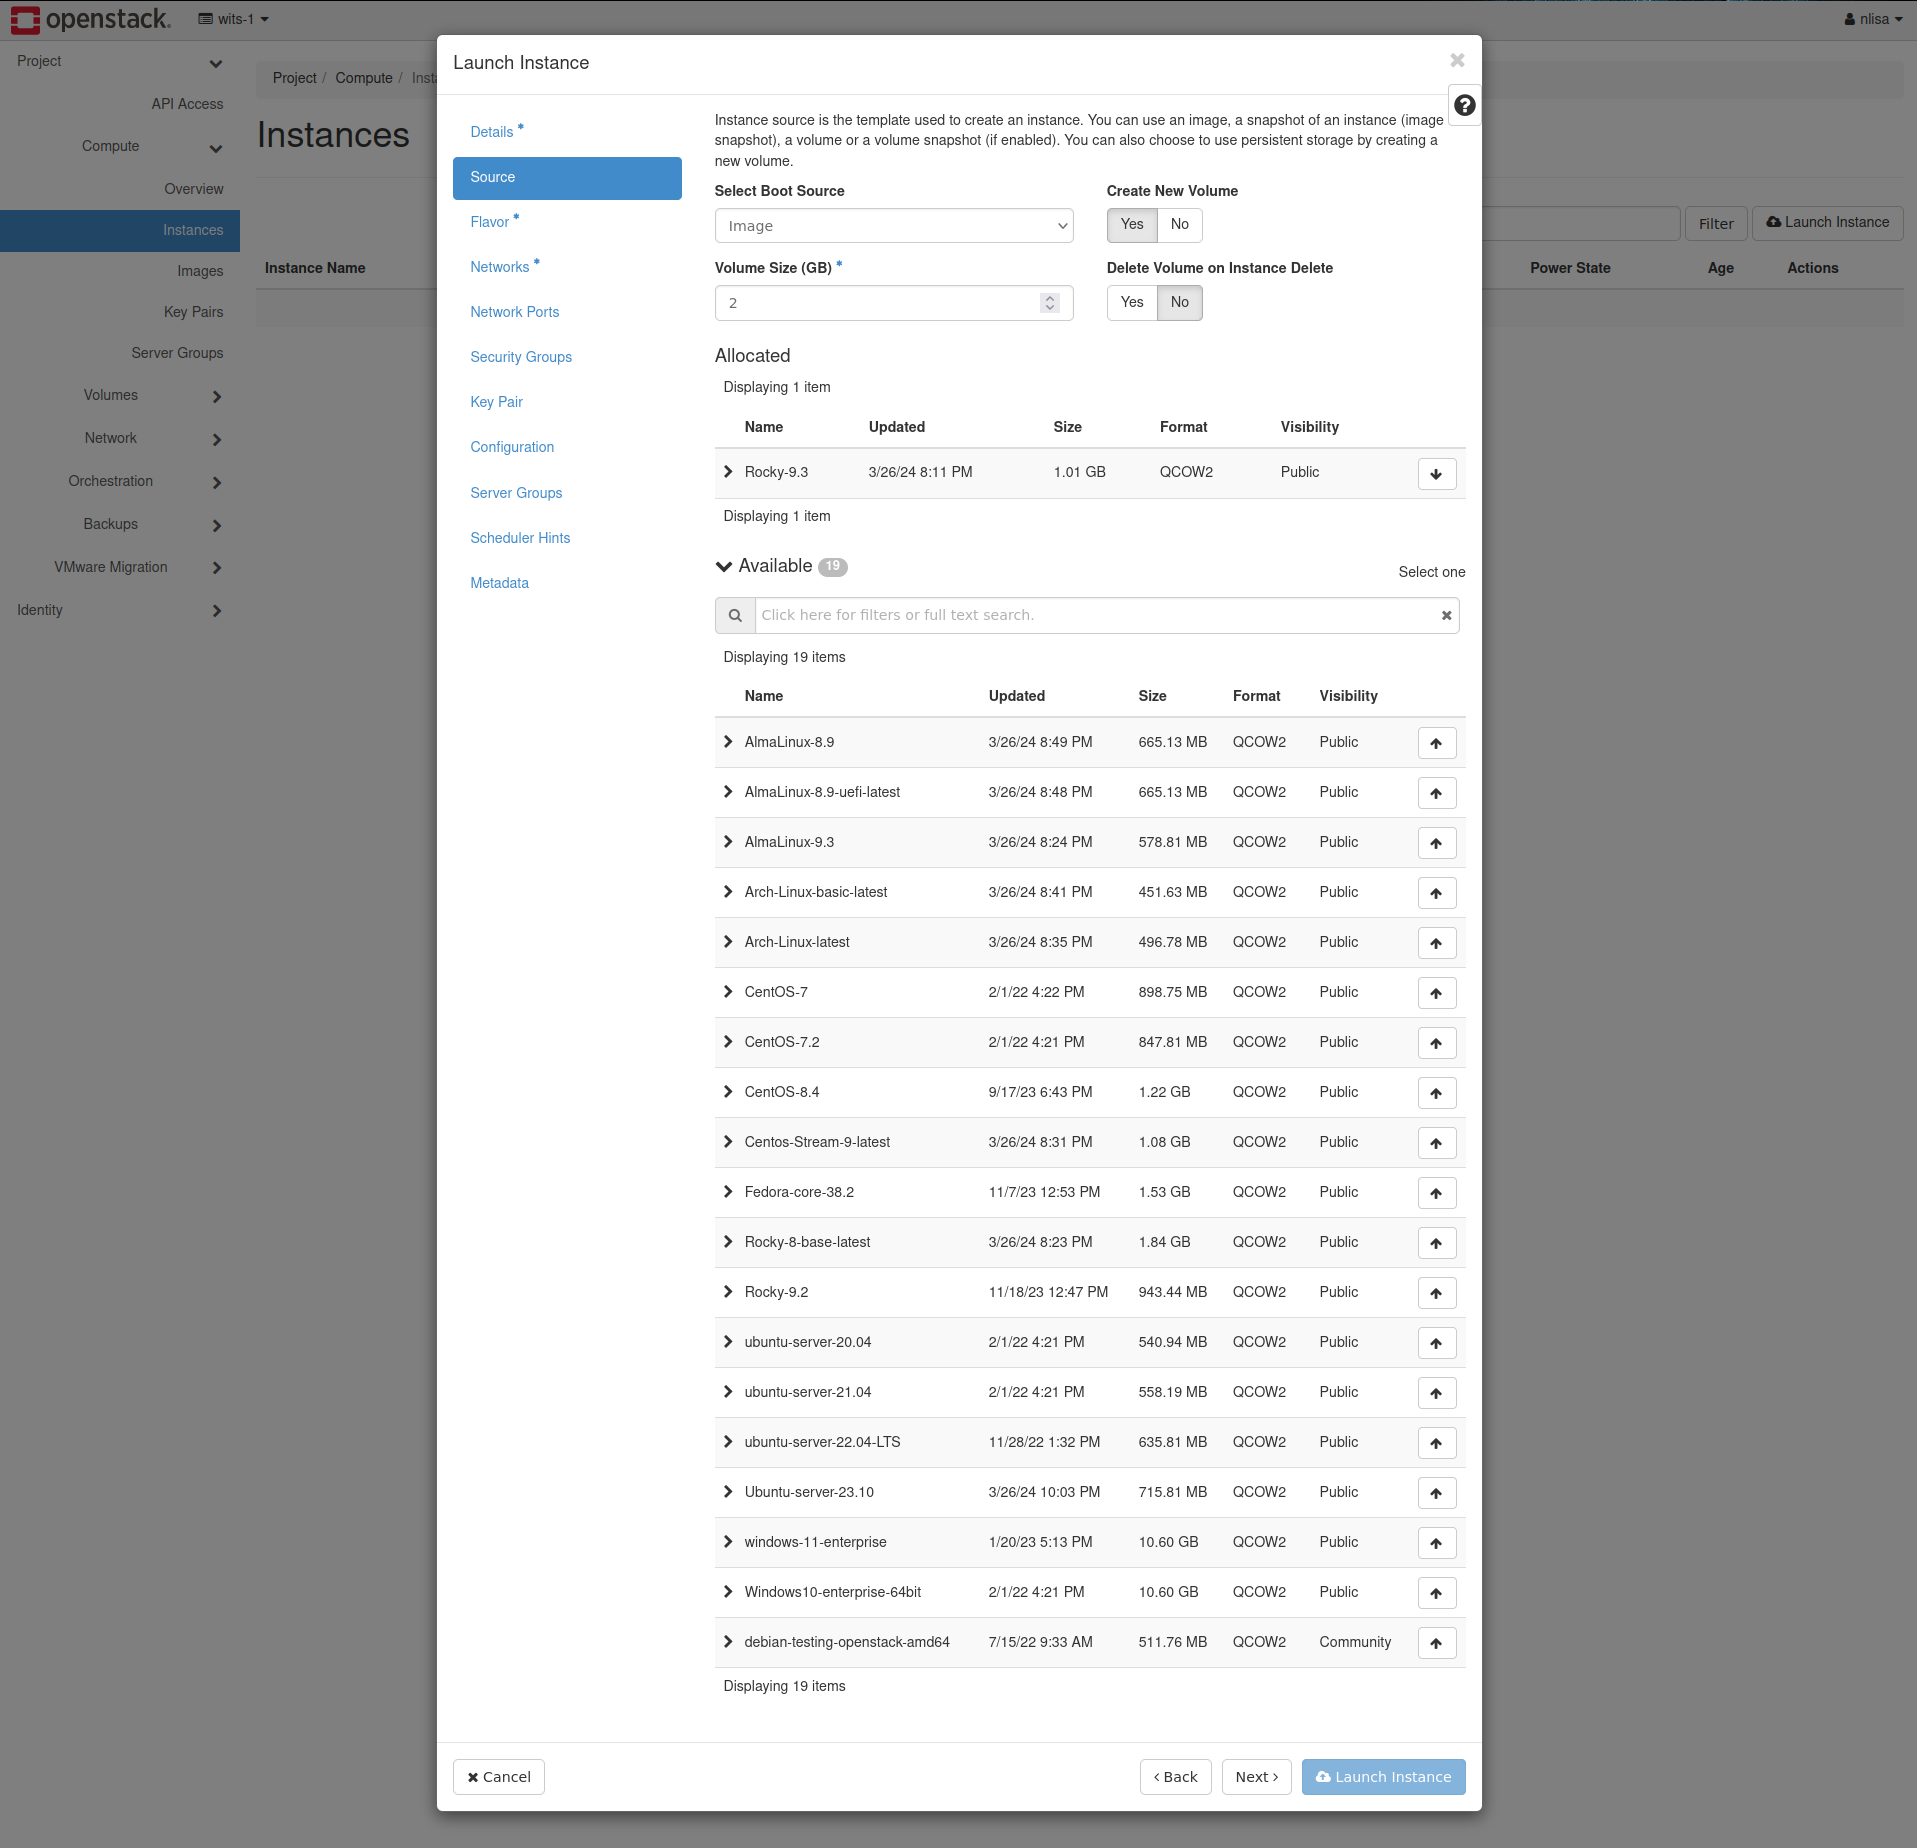 openstack. wits-1 nlisa
Project
API Access
Compute
Overview
Instances
Images
Key Pairs
Server Groups
Volumes
Network
Orchestration
Backups
VMware Migration
Identity
Project / Compute / Inst
Instances
Filter Launch Instance
Instance Name Power State Age Actions
Launch Instance
Details *
Source
Flavor *
Networks *
Network Ports
Security Groups
Key Pair
Configuration
Server Groups
Scheduler Hints
Metadata
Instance source is the template used to create an instance. You can use an image, a snapshot of an instance (image
snapshot), a volume or a volume snapshot (if enabled). You can also choose to use persistent storage by creating a
new volume.
Select Boot Source Create New Volume
Image Yes No
Volume Size (GB) * Delete Volume on Instance Delete
2 Yes No
Allocated
Displaying 1 item
Name Updated Size Format Visibility
Rocky-9.3 3/26/24 8:11 PM 1.01 GB QCOW2 Public
Displaying 1 item
Available 19 Select one
Click here for filters or full text search.
Displaying 19 items
Name Updated Size Format Visibility
AlmaLinux-8.9 3/26/24 8:49 PM 665.13 MB QCOW2 Public
AlmaLinux-8.9-uefi-latest 3/26/24 8:48 PM 665.13 MB QCOW2 Public
AlmaLinux-9.3 3/26/24 8:24 PM 578.81 MB QCOW2 Public
Arch-Linux-basic-latest 3/26/24 8:41 PM 451.63 MB QCOW2 Public
Arch-Linux-latest 3/26/24 8:35 PM 496.78 MB QCOW2 Public
CentOS-7 2/1/22 4:22 PM 898.75 MB QCOW2 Public
CentOS-7.2 2/1/22 4:21 PM 847.81 MB QCOW2 Public
CentOS-8.4 9/17/23 6:43 PM 1.22 GB QCOW2 Public
Centos-Stream-9-latest 3/26/24 8:31 PM 1.08 GB QCOW2 Public
Fedora-core-38.2 11/7/23 12:53 PM 1.53 GB QCOW2 Public
Rocky-8-base-latest 3/26/24 8:23 PM 1.84 GB QCOW2 Public
Rocky-9.2 11/18/23 12:47 PM 943.44 MB QCOW2 Public
ubuntu-server-20.04 2/1/22 4:21 PM 540.94 MB QCOW2 Public
ubuntu-server-21.04 2/1/22 4:21 PM 558.19 MB QCOW2 Public
ubuntu-server-22.04-LTS 11/28/22 1:32 PM 635.81 MB QCOW2 Public
Ubuntu-server-23.10 3/26/24 10:03 PM 715.81 MB QCOW2 Public
windows-11-enterprise 1/20/23 5:13 PM 10.60 GB QCOW2 Public
Windows10-enterprise-64bit 2/1/22 4:21 PM 10.60 GB QCOW2 Public
debian-testing-openstack-amd64 7/15/22 9:33 AM 511.76 MB QCOW2 Community
Displaying 19 items
Cancel Back Next Launch Instance